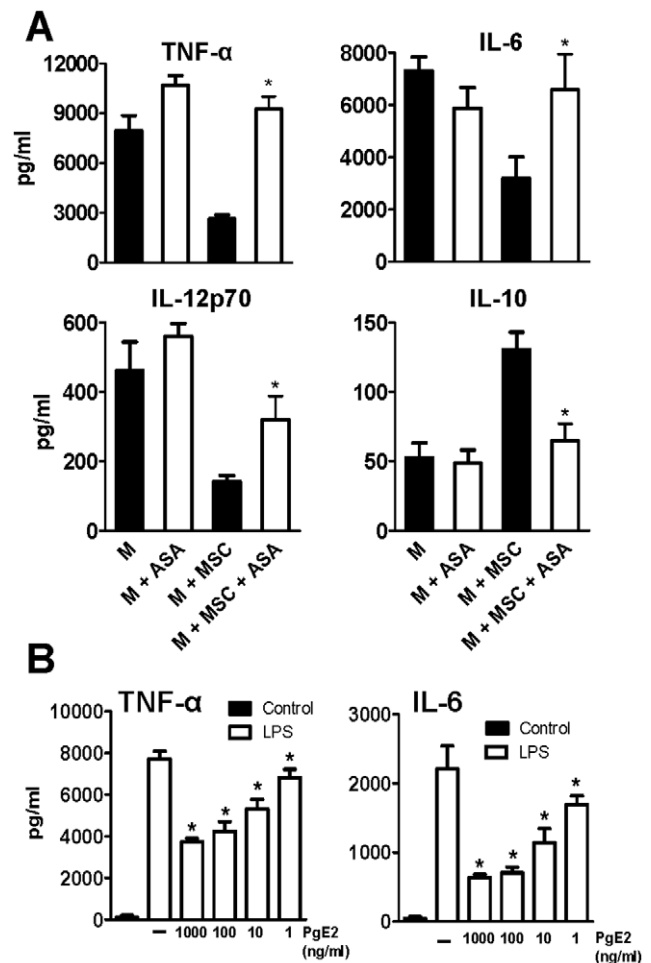 A
TNF-α
IL-6
12000
9000
6000
3000
0
pg/ml
8000
6000
4000
2000
0
*
*
IL-12p70
IL-10
600
400
200
0
pg/ml
150
100
50
0
*
*
M
M + ASA
M + MSC
M + MSC + ASA
M
M + ASA
M + MSC
M + MSC + ASA
B
TNF-α
IL-6
Control
LPS
Control
LPS
10000
8000
6000
4000
2000
0
pg/ml
3000
2000
1000
0
* * * *
* * * *
– 1000 100 10 1 PgE2
(ng/ml)
– 1000 100 10 1 PgE2
(ng/ml)